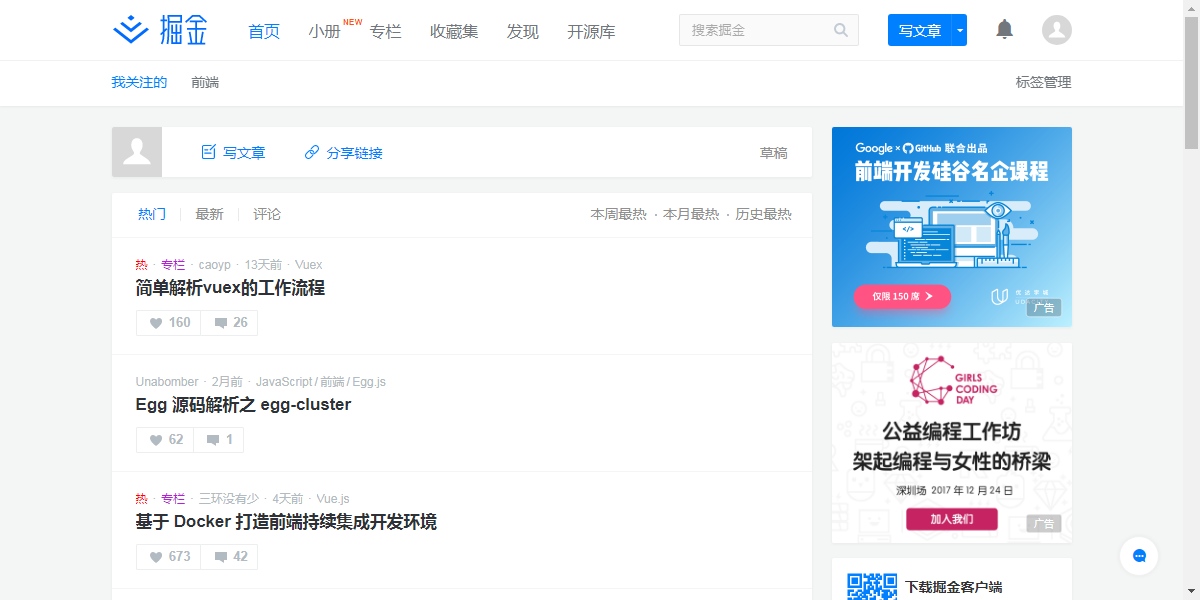 掘金
首页 小册 NEW 专栏 收藏集 发现 开源库
搜索掘金
写文章
我关注的 前端 标签管理
写文章 分享链接 草稿
热门 最新 评论 本周最热 · 本月最热 · 历史最热
热 · 专栏 · caoyp · 13天前 · Vuex
简单解析vuex的工作流程
160 26
Unabomber · 2月前 · JavaScript / 前端 / Egg.js
Egg 源码解析之 egg-cluster
62 1
热 · 专栏 · 三环没有少 · 4天前 · Vue.js
基于 Docker 打造前端持续集成开发环境
673 42
Google × GitHub 联合出品
前端开发硅谷名企课程
</>
仅限 150 席
广告
GIRLS
CODING
DAY
公益编程工作坊
架起编程与女性的桥梁
深圳场 2017 年 12 月 24 日
加入我们
广告
下载掘金客户端